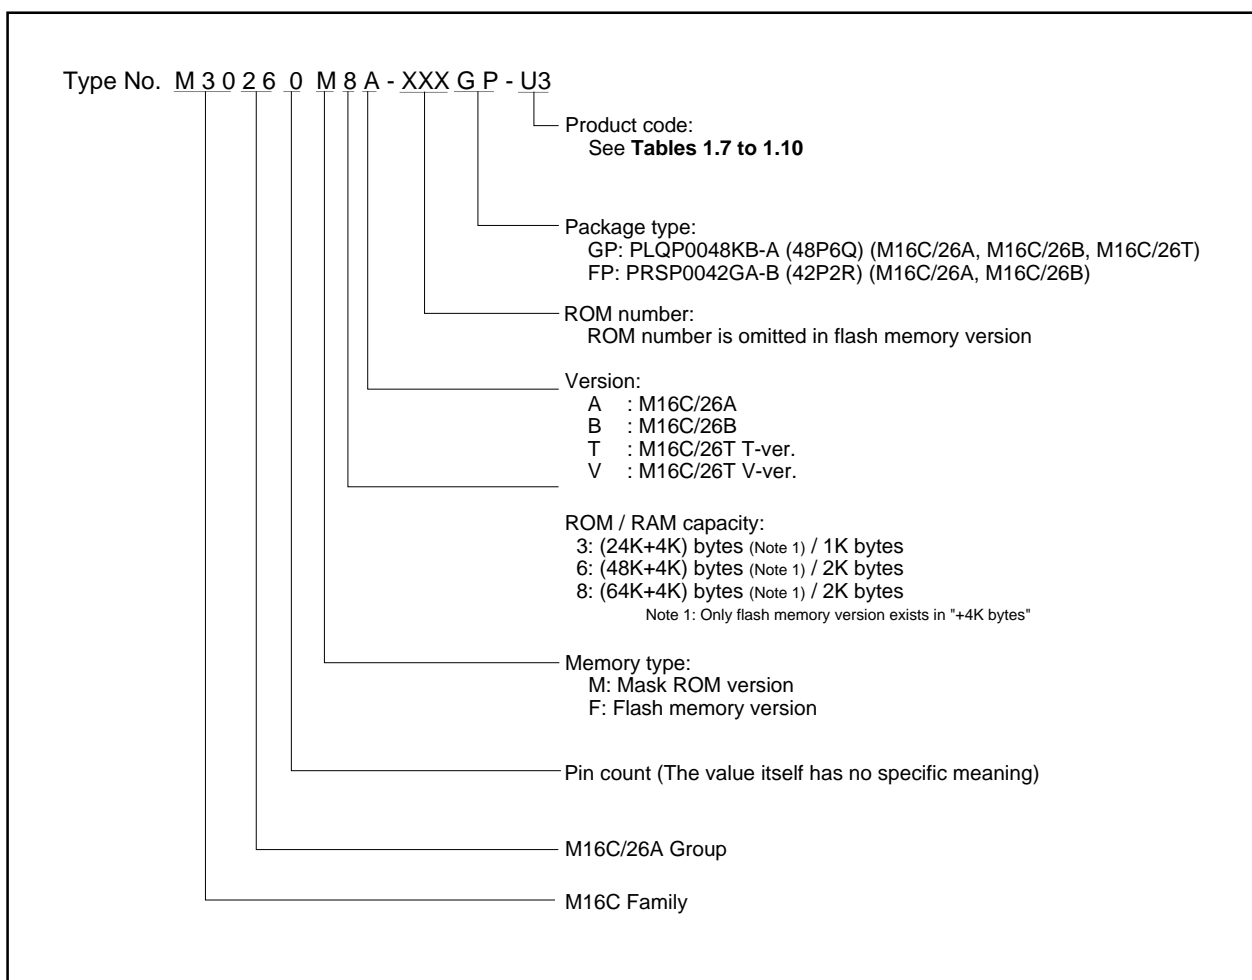 Type No. M 3 0 2 6 0 M 8 A - XXX G P - U3
Product code:
See Tables 1.7 to 1.10
Package type:
GP: PLQP0048KB-A (48P6Q) (M16C/26A, M16C/26B, M16C/26T)
FP: PRSP0042GA-B (42P2R) (M16C/26A, M16C/26B)
ROM number:
ROM number is omitted in flash memory version
Version:
A : M16C/26A
B : M16C/26B
T : M16C/26T T-ver.
V : M16C/26T V-ver.
ROM / RAM capacity:
3: (24K+4K) bytes (Note 1) / 1K bytes
6: (48K+4K) bytes (Note 1) / 2K bytes
8: (64K+4K) bytes (Note 1) / 2K bytes
Note 1: Only flash memory version exists in "+4K bytes"
Memory type:
M: Mask ROM version
F: Flash memory version
Pin count (The value itself has no specific meaning)
M16C/26A Group
M16C Family